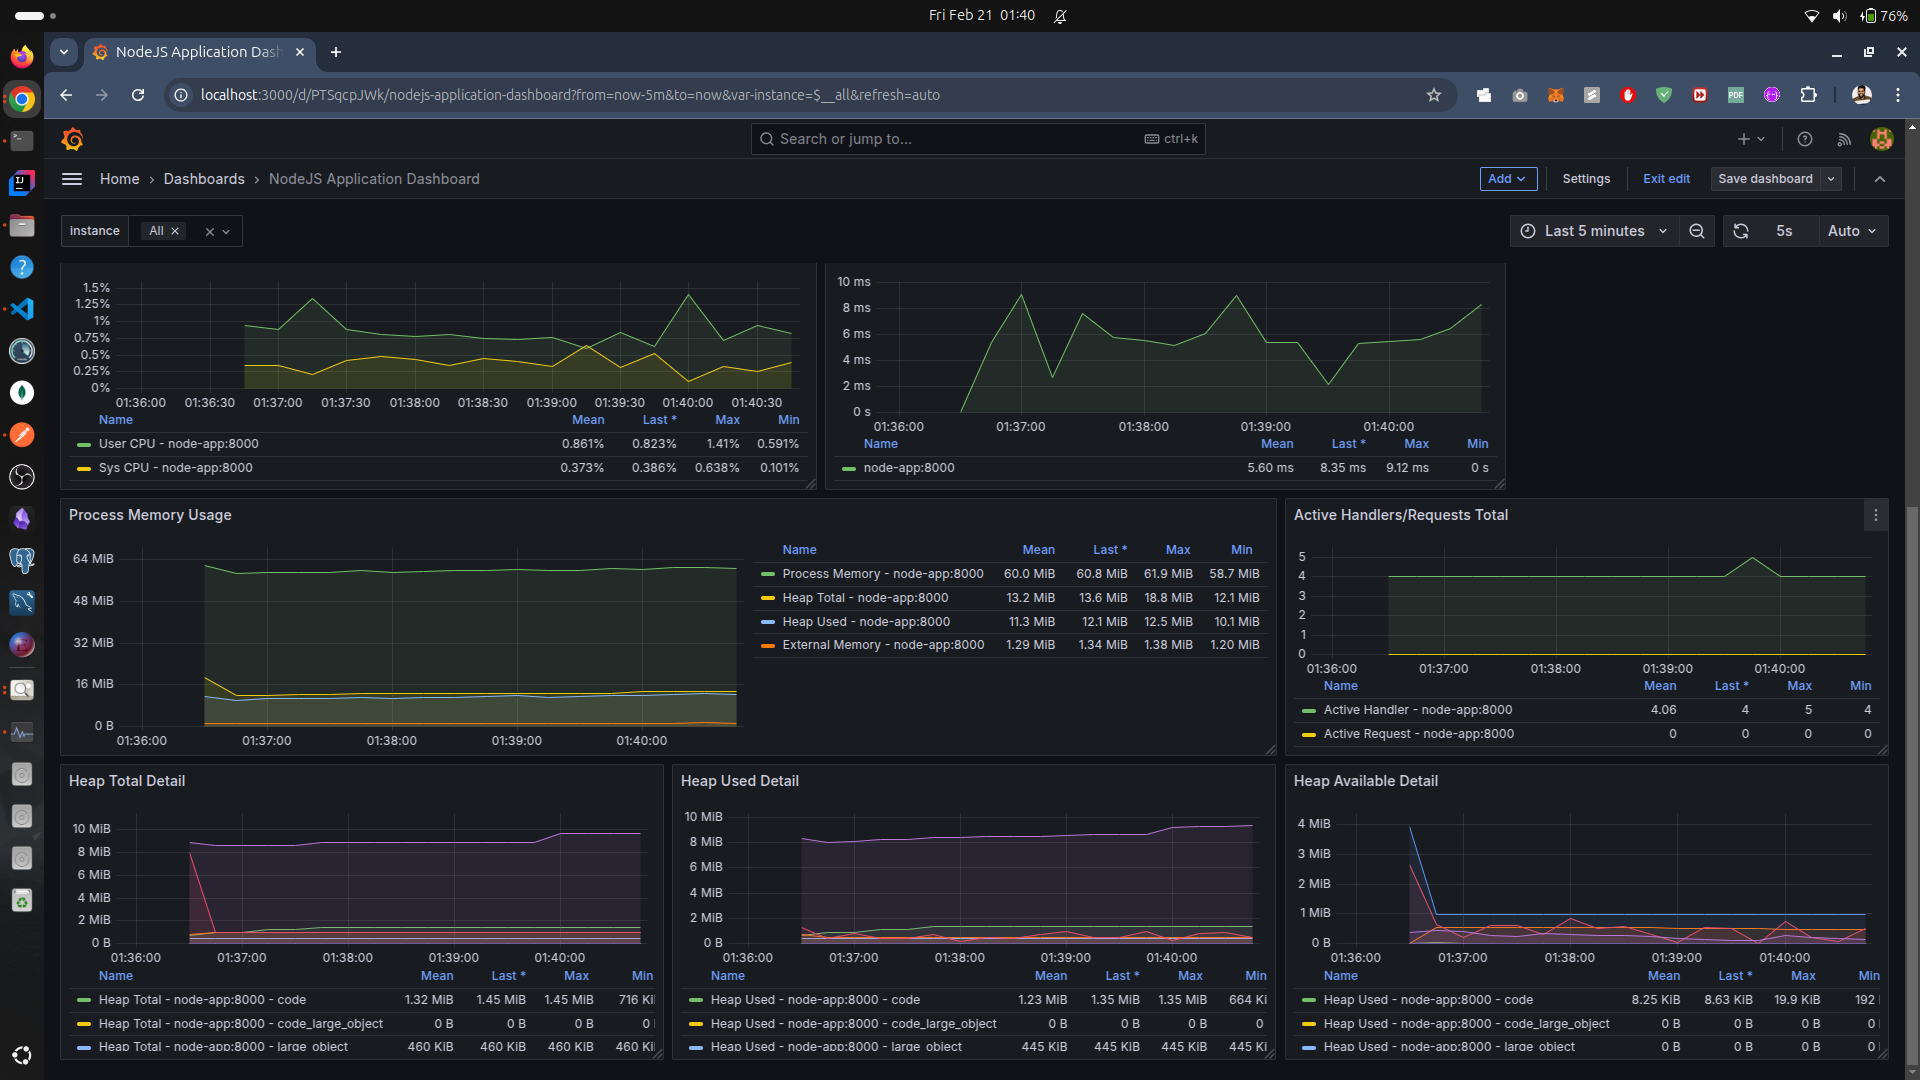 Fri Feb 21 01:40
76%
NodeJS Application Dash
localhost:3000/d/PTSqcpJWk/nodejs-application-dashboard?from=now-5m&to=now&var-instance=$__all&refresh=auto
Search or jump to...
ctrl+k
Home › Dashboards › NodeJS Application Dashboard
Add
Settings
Exit edit
Save dashboard
instance
All
Last 5 minutes
5s
Auto
1.5%
1.25%
1%
0.75%
0.5%
0.25%
0%
01:36:00 01:36:30 01:37:00 01:37:30 01:38:00 01:38:30 01:39:00 01:39:30 01:40:00 01:40:30
Name Mean Last * Max Min
User CPU - node-app:8000 0.861% 0.823% 1.41% 0.591%
Sys CPU - node-app:8000 0.373% 0.386% 0.638% 0.101%
10 ms
8 ms
6 ms
4 ms
2 ms
0 s
01:36:00 01:37:00 01:38:00 01:39:00 01:40:00
Name Mean Last * Max Min
node-app:8000 5.60 ms 8.35 ms 9.12 ms 0 s
Process Memory Usage
64 MiB
48 MiB
32 MiB
16 MiB
0 B
01:36:00 01:37:00 01:38:00 01:39:00 01:40:00
Name Mean Last * Max Min
Process Memory - node-app:8000 60.0 MiB 60.8 MiB 61.9 MiB 58.7 MiB
Heap Total - node-app:8000 13.2 MiB 13.6 MiB 18.8 MiB 12.1 MiB
Heap Used - node-app:8000 11.3 MiB 12.1 MiB 12.5 MiB 10.1 MiB
External Memory - node-app:8000 1.29 MiB 1.34 MiB 1.38 MiB 1.20 MiB
Active Handlers/Requests Total
5
4
3
2
1
0
01:36:00 01:37:00 01:38:00 01:39:00 01:40:00
Name Mean Last * Max Min
Active Handler - node-app:8000 4.06 4 5 4
Active Request - node-app:8000 0 0 0 0
Heap Total Detail
10 MiB
8 MiB
6 MiB
4 MiB
2 MiB
0 B
01:36:00 01:37:00 01:38:00 01:39:00 01:40:00
Name Mean Last * Max Min
Heap Total - node-app:8000 - code 1.32 MiB 1.45 MiB 1.45 MiB 716 Ki
Heap Total - node-app:8000 - code_large_object 0 B 0 B 0 B 0
Heap Total - node-app:8000 - large_object 460 KiB 460 KiB 460 KiB 460 Ki
Heap Used Detail
10 MiB
8 MiB
6 MiB
4 MiB
2 MiB
0 B
01:36:00 01:37:00 01:38:00 01:39:00 01:40:00
Name Mean Last * Max Min
Heap Used - node-app:8000 - code 1.23 MiB 1.35 MiB 1.35 MiB 664 Ki
Heap Used - node-app:8000 - code_large_object 0 B 0 B 0 B 0
Heap Used - node-app:8000 - large_object 445 KiB 445 KiB 445 KiB 445 Ki
Heap Available Detail
4 MiB
3 MiB
2 MiB
1 MiB
0 B
01:36:00 01:37:00 01:38:00 01:39:00 01:40:00
Name Mean Last * Max Min
Heap Used - node-app:8000 - code 8.25 KiB 8.63 KiB 19.9 KiB 192
Heap Used - node-app:8000 - code_large_object 0 B 0 B 0 B 0
Heap Used - node-app:8000 - large_object 0 B 0 B 0 B 0